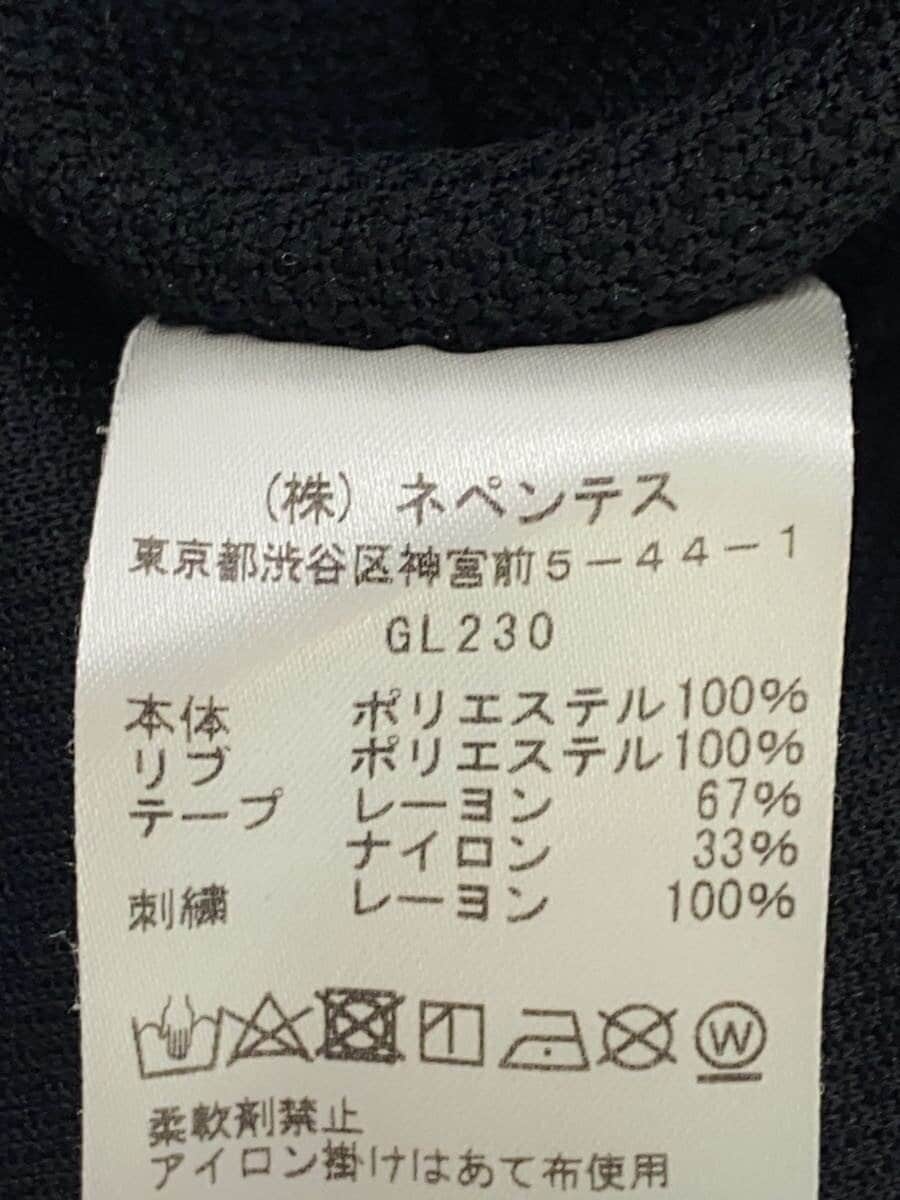 (株) ネペンテス
東京都渋谷区神宮前5-44-1
GL230
本体 ポリエステル100%
リブ ポリエステル100%
テープ レーヨン 67%
ナイロン 33%
刺繍 レーヨン 100%
W
柔軟剤禁止
アイロン掛けはあて布使用